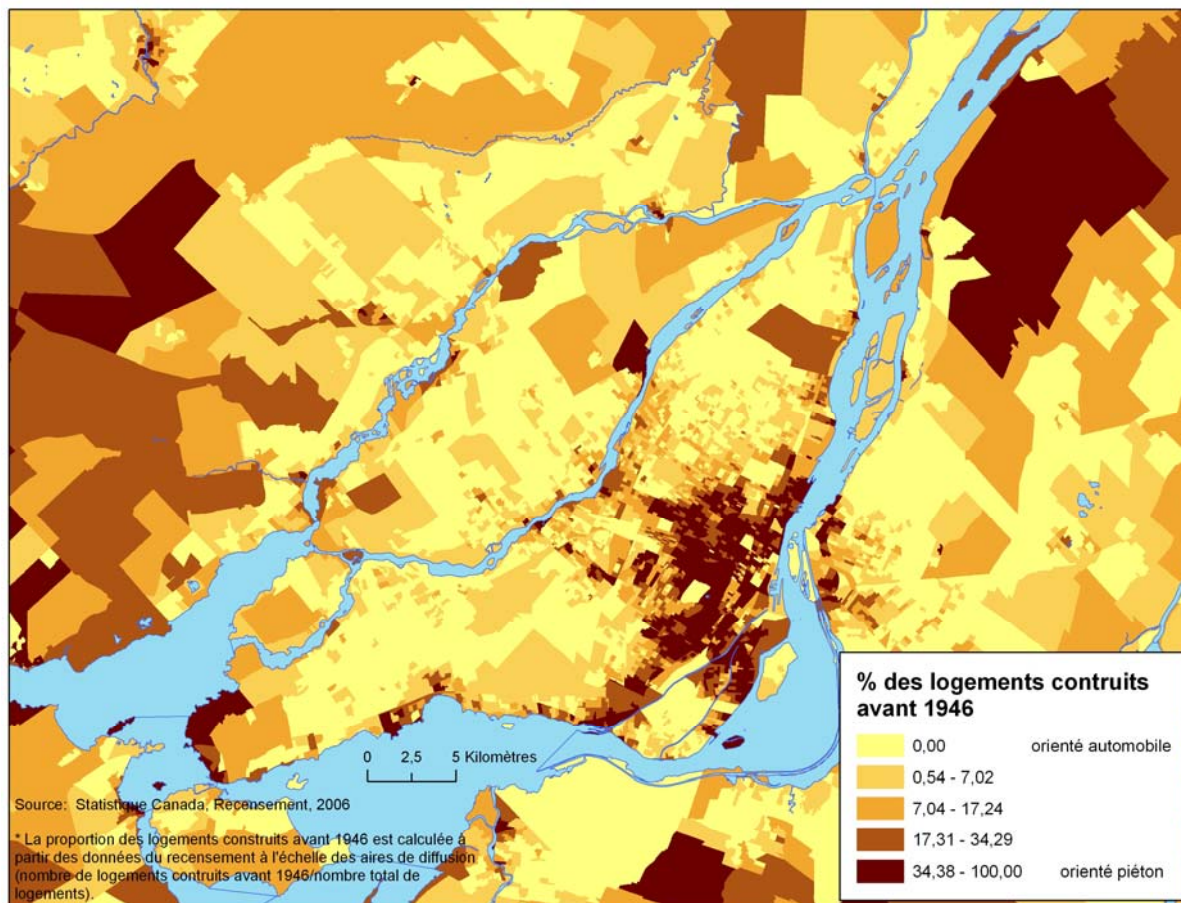 0 2,5 5 Kilomètres
Source: Statistique Canada, Recensement, 2006
* La proportion des logements construits avant 1946 est calculée à
partir des données du recensement à l'échelle des aires de diffusion
(nombre de logements contruits avant 1946/nombre total de
logements).
% des logements contruits
avant 1946
0,00 orienté automobile
0,54 - 7,02
7,04 - 17,24
17,31 - 34,29
34,38 - 100,00 orienté piéton